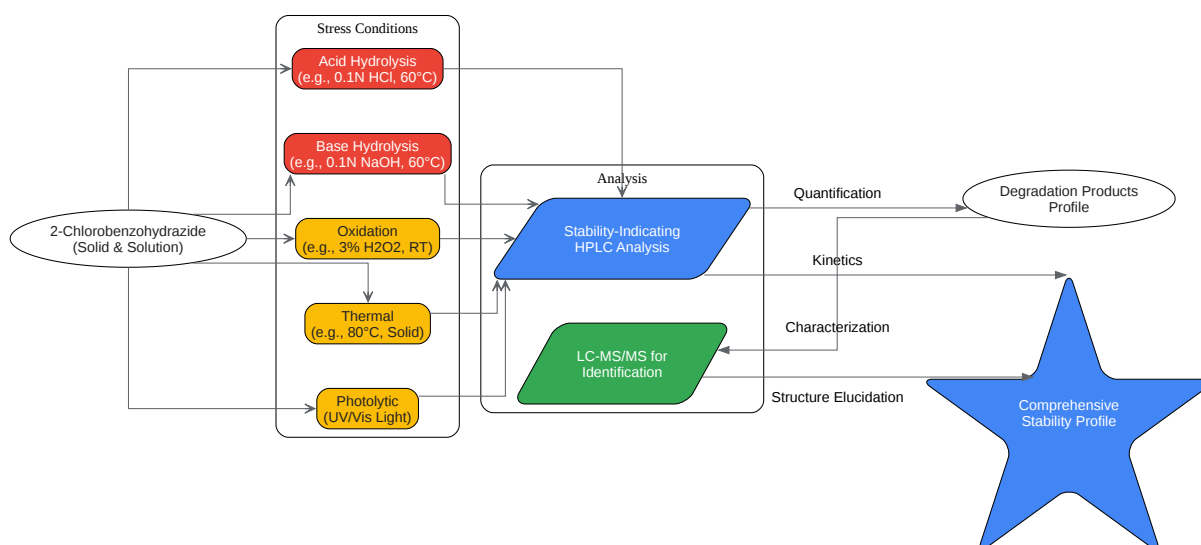 Stress Conditions
Acid Hydrolysis
(e.g., 0.1N HCl, 60°C)
Base Hydrolysis
(e.g., 0.1N NaOH, 60°C)
2-Chlorobenzohydrazide
(Solid & Solution)
Oxidation
(e.g., 3% H2O2, RT)
Thermal
(e.g., 80°C, Solid)
Photolytic
(UV/Vis Light)
Analysis
Stability-Indicating
HPLC Analysis
LC-MS/MS for
Identification
Quantification
Kinetics
Characterization
Structure Elucidation
Degradation Products
Profile
Comprehensive
Stability Profile